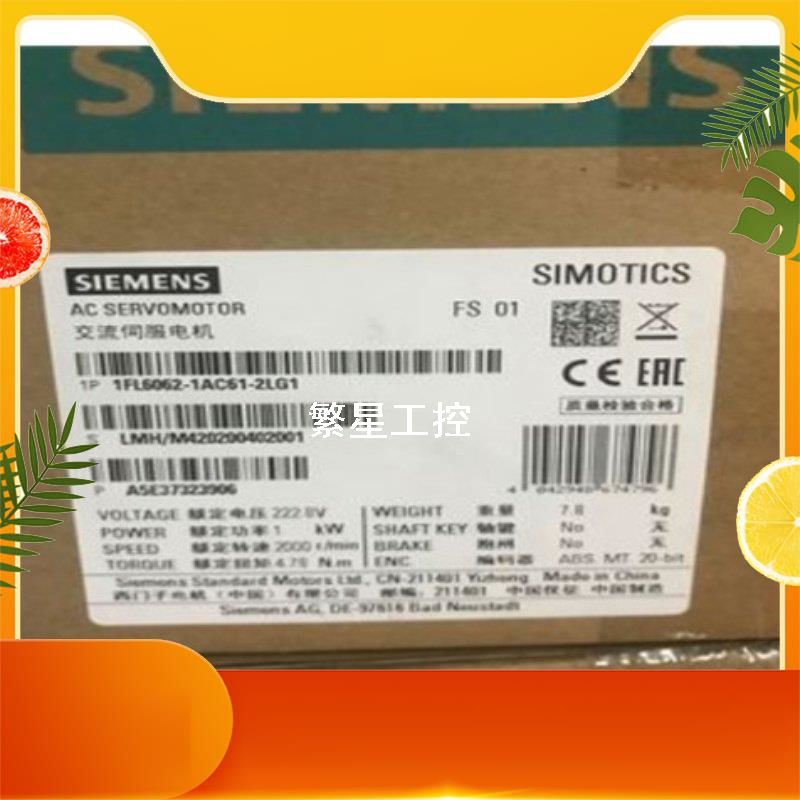 SIEMENS
SIEMENS
SIMOTICS
AC SERVOMOTOR
FS 01
交流伺服电机
1P 1FL6062-1AC61-2LG1
CE EAC
质量检验合格
S LMH/M420200402001
繁星工控
P A5E37323906
4 042948 674796
VOLTAGE 额定电压 222.8V
WEIGHT 重量 7.8 kg
POWER 额定功率 1 kW
SHAFT KEY 轴键 No 无
SPEED 额定转速 2000 r/min
BRAKE 抱闸 No 无
TORQUE 额定扭矩 4.78 N.m
ENC 编码器 ABS. MT. 20-bit
Siemens Standard Motors Ltd., CN-211401 Yizheng Made in China
西门子电机（中国）有限公司 邮编：211401 中国仪征 中国制造
Siemens AG, DE-97616 Bad Neustadt